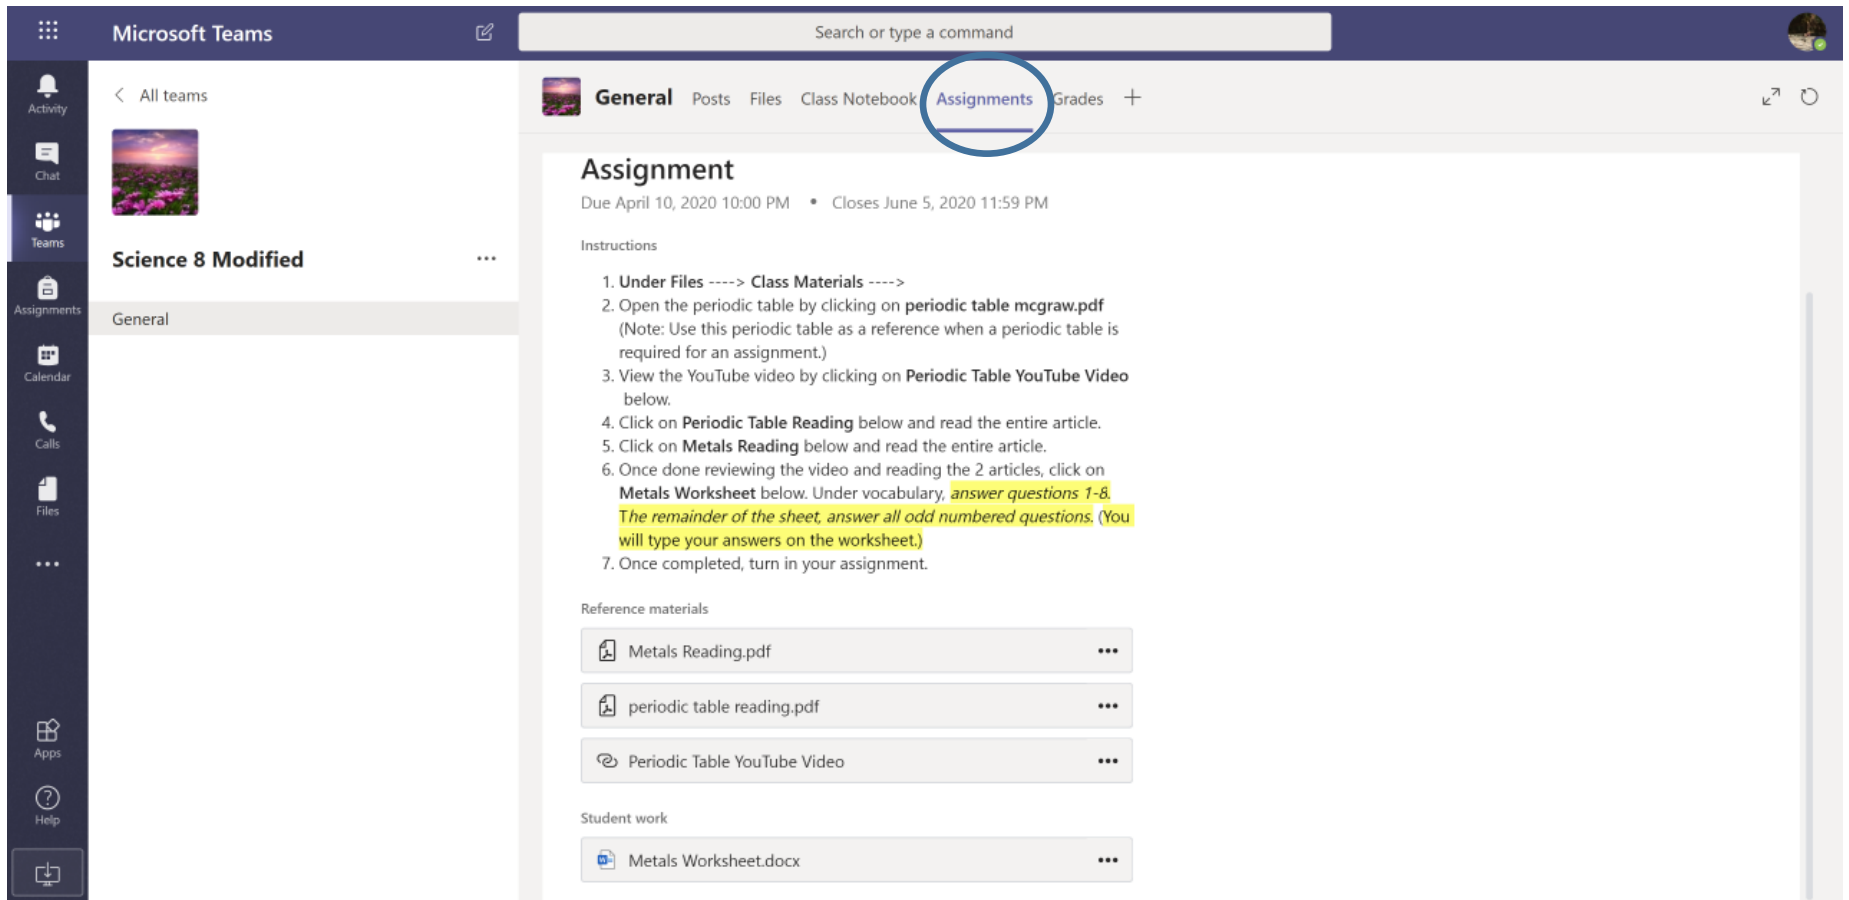 Microsoft Teams
Search or type a command
Activity
Chat
Teams
Assignments
Calendar
Calls
Files
Apps
Help
All teams
Science 8 Modified
General
General Posts Files Class Notebook Assignments Grades
Assignment
Due April 10, 2020 10:00 PM • Closes June 5, 2020 11:59 PM
Instructions
1. Under Files ----> Class Materials ---->
2. Open the periodic table by clicking on periodic table mcgraw.pdf
(Note: Use this periodic table as a reference when a periodic table is
required for an assignment.)
3. View the YouTube video by clicking on Periodic Table YouTube Video
below.
4. Click on Periodic Table Reading below and read the entire article.
5. Click on Metals Reading below and read the entire article.
6. Once done reviewing the video and reading the 2 articles, click on
Metals Worksheet below. Under vocabulary, answer questions 1-8.
The remainder of the sheet, answer all odd numbered questions. (You
will type your answers on the worksheet.)
7. Once completed, turn in your assignment.
Reference materials
Metals Reading.pdf
periodic table reading.pdf
Periodic Table YouTube Video
Student work
Metals Worksheet.docx